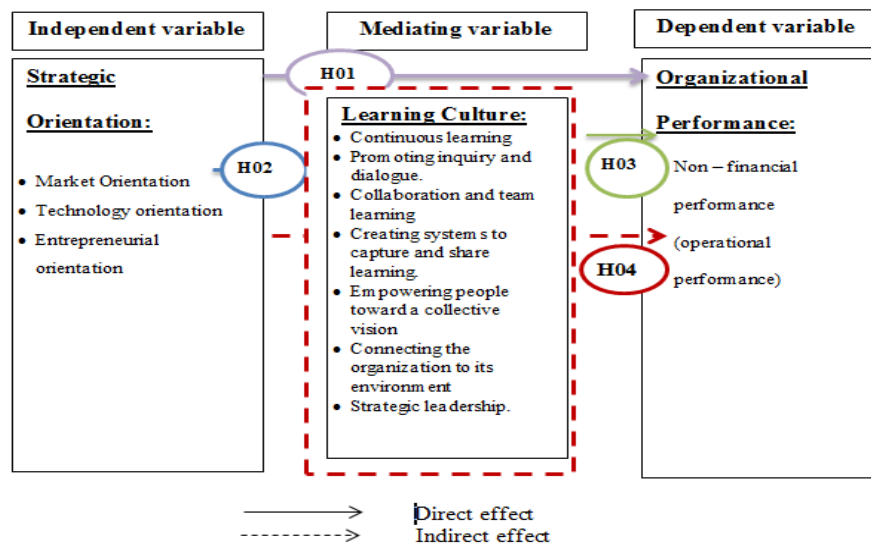 Independent variable
Mediating variable
Dependent variable
Strategic
Orientation:
• Market Orientation
• Technology orientation
• Entrepreneurial
orientation
H01
H02
Learning Culture:
• Continuous learning
• Promoting inquiry and
dialogue.
• Collaboration and team
learning
• Creating systems to
capture and share
learning.
• Empowering people
toward a collective
vision
• Connecting the
organization to its
environment
• Strategic leadership.
H03
H04
Organizational
Performance:
Non – financial
performance
(operational
performance)
Direct effect
Indirect effect